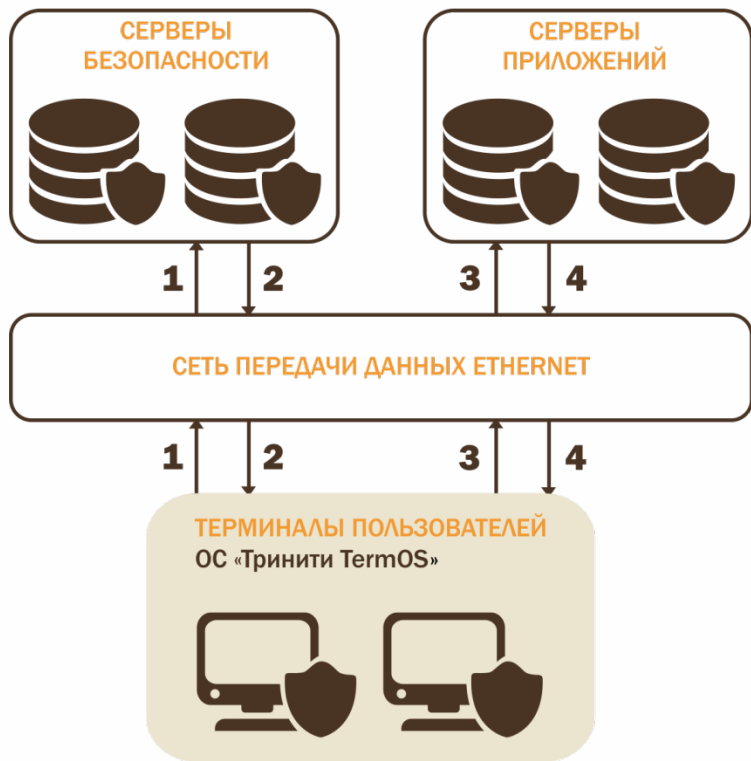 СЕРВЕРЫ
БЕЗОПАСНОСТИ
СЕРВЕРЫ
ПРИЛОЖЕНИЙ
1 2 3 4
СЕТЬ ПЕРЕДАЧИ ДАННЫХ ETHERNET
1 2 3 4
ТЕРМИНАЛЫ ПОЛЬЗОВАТЕЛЕЙ
ОС «Тринити TermOS»